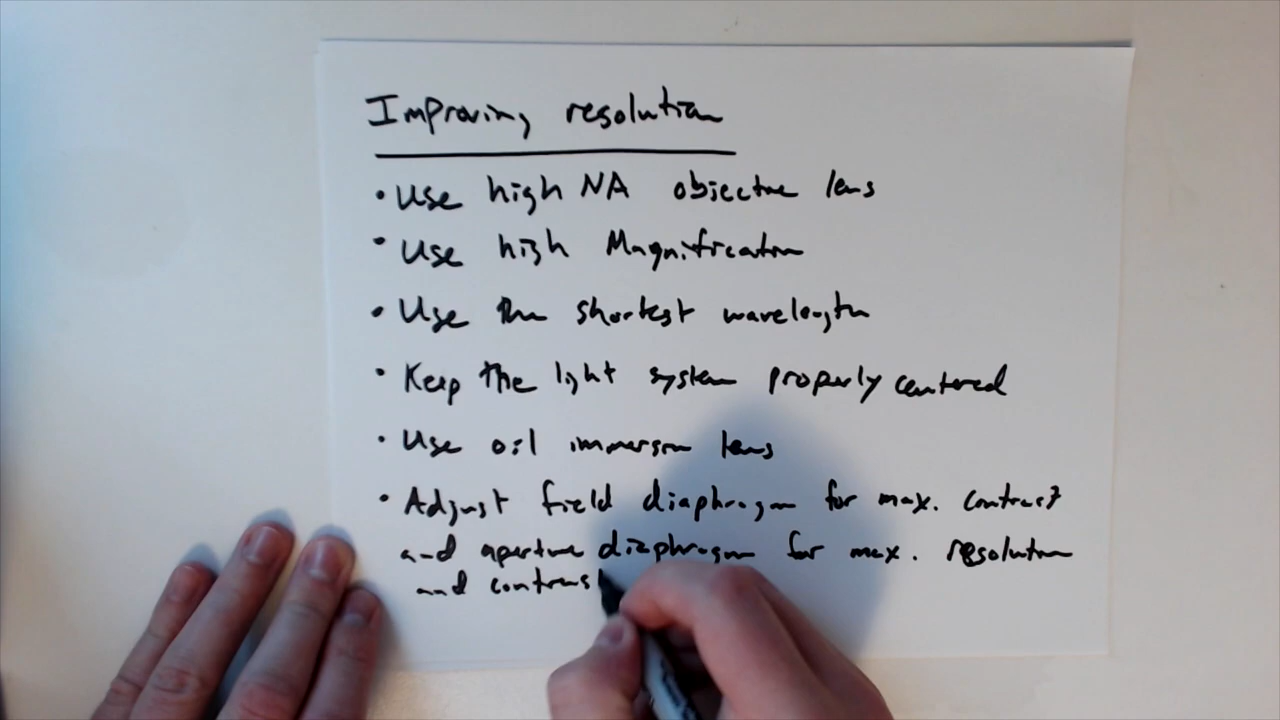 Improving resolution
• Use high NA objective lens
• Use high Magnification
• Use the shortest wavelength
• Keep the light system properly centered
• Use oil immersion lens
• Adjust field diaphragm for max. contrast
and aperture diaphragm for max. resolution
and contrast